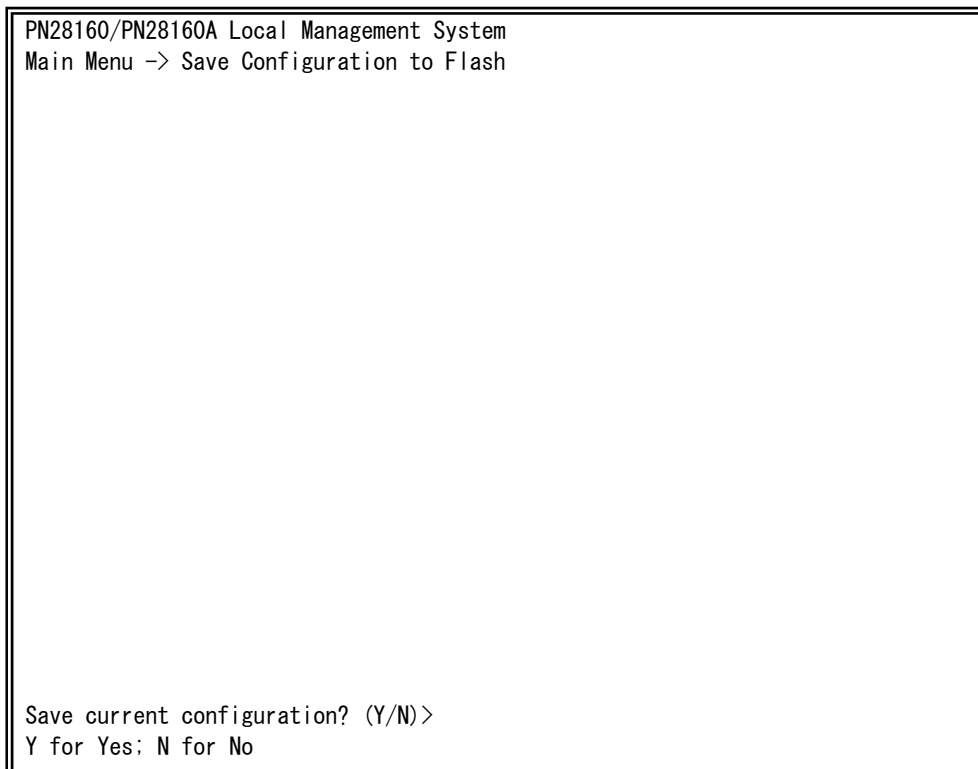 PN28160/PN28160A Local Management System
Main Menu -> Save Configuration to Flash
Save current configuration? (Y/N)>
Y for Yes; N for No